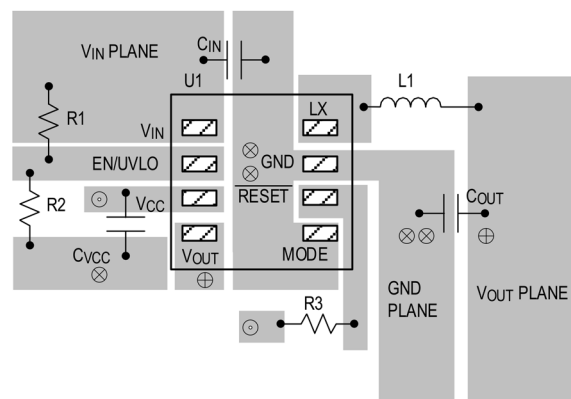 VIN PLANE
CIN
U1
L1
R1
VIN
LX
EN/UVLO
GND
R2
VCC
RESET
COUT
CVCC
VOUT
MODE
R3
GND
PLANE
VOUT PLANE